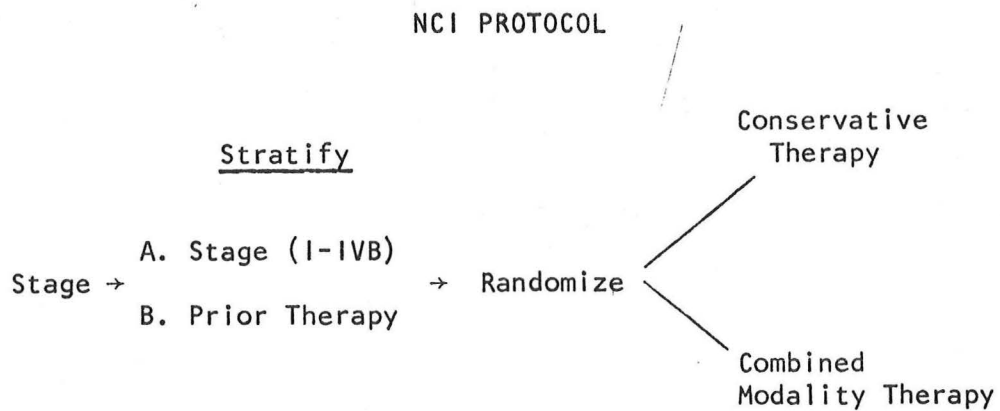 NCI PROTOCOL
Conservative
Therapy
Stratify
A. Stage (I-IVB)
Stage → → Randomize
B. Prior Therapy
Combined
Modality Therapy